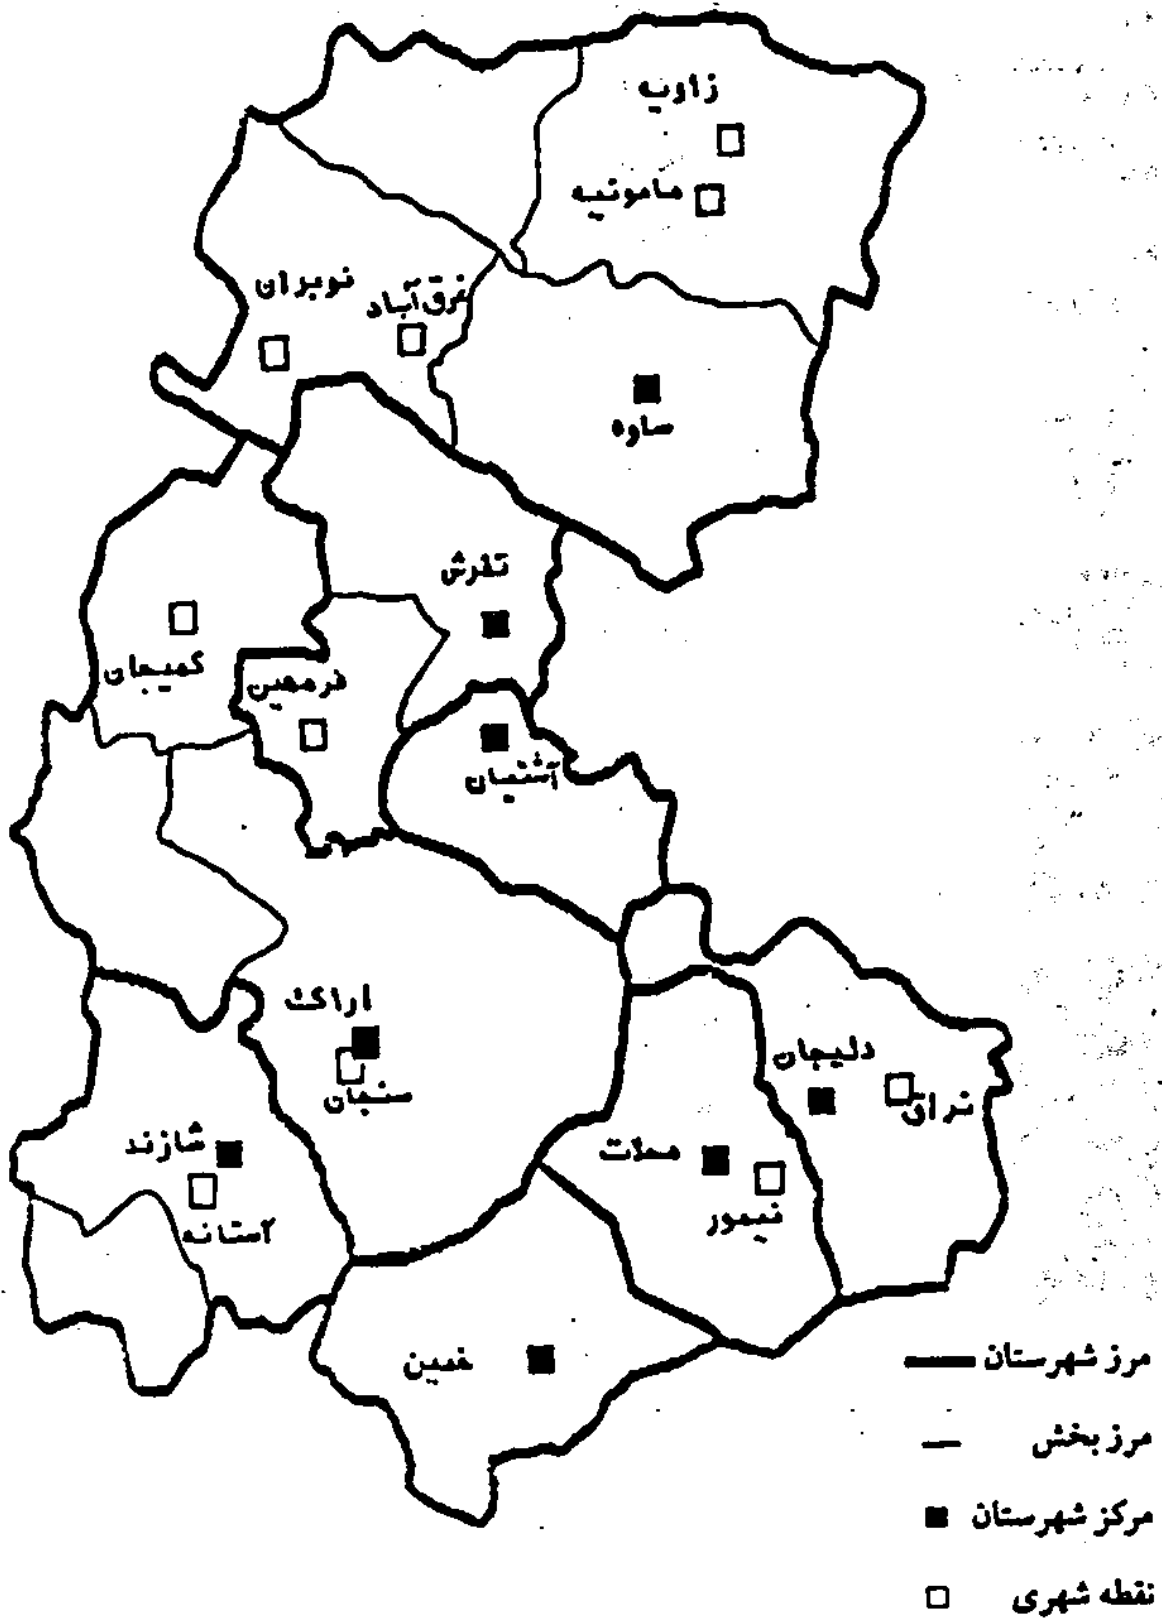 زاویه
مامونیه
نوبران
غرق‌آباد
ساوه
تفرش
کمیجان
فرمهین
آشتیان
اراک
سنجان
دلیجان
نراق
شازند
محلات
آستانه
نیمور
خمین
مرز شهرستان
مرز بخش
مرکز شهرستان
نقطه شهری